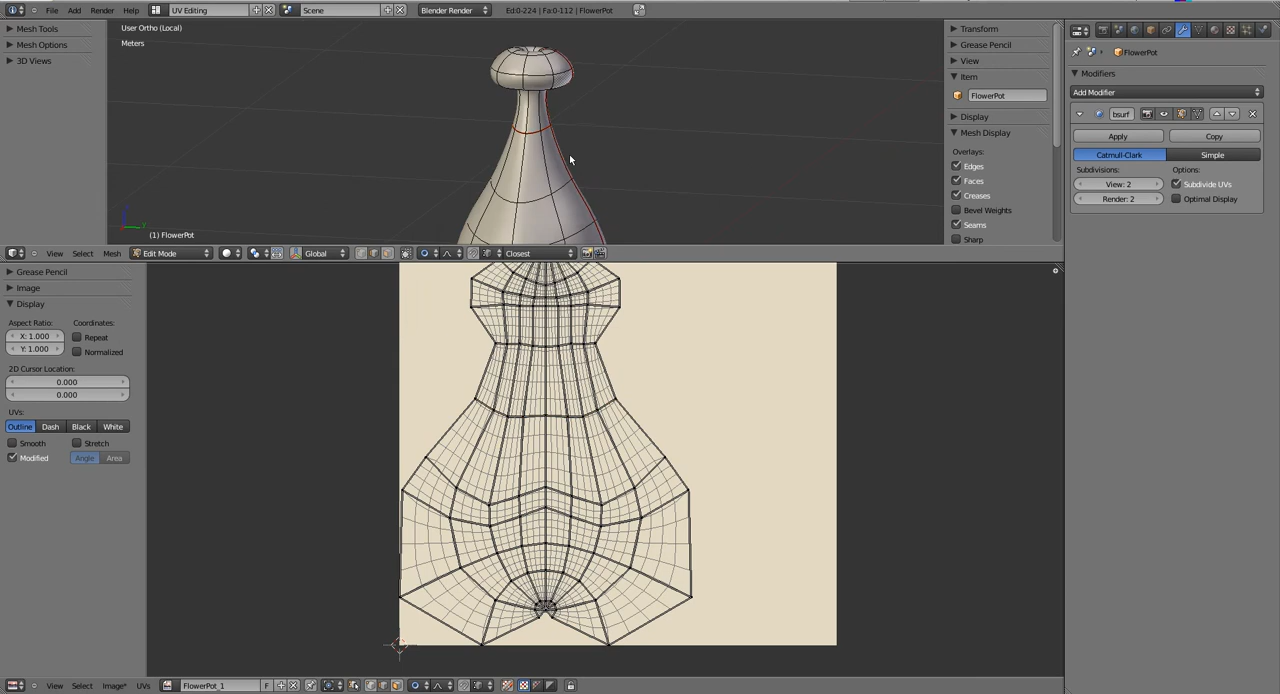 File Add Render Help UV Editing Scene Blender Render Ed:0-224 | Fa:0-112 | FlowerPot
Mesh Tools
Mesh Options
3D Views
User Ortho (Local)
Meters
(1) FlowerPot
Transform
Grease Pencil
View
Item
FlowerPot
Display
Mesh Display
Overlays:
Edges
Faces
Creases
Bevel Weights
Seams
Sharp
FlowerPot
Modifiers
Add Modifier
bsurf
Apply Copy
Catmull-Clark Simple
Subdivisions: Options:
View: 2 Subdivide UVs
Render: 2 Optimal Display
View Select Add Mesh Edit Mode Global Closest
Grease Pencil
Image
Display
Aspect Ratio: Coordinates:
X: 1.000 Repeat
Y: 1.000 Normalized
2D Cursor Location:
0.000
0.000
UVs:
Outline Dash Black White
Smooth Stretch
Modified Angle Area
View Select Image* UVs FlowerPot_1 F